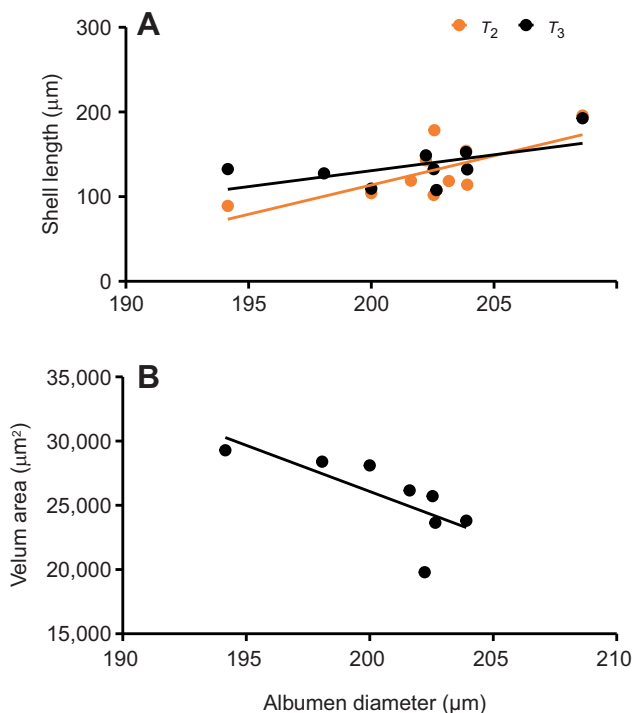 A
T2 T3
Shell length (µm)
300
200
100
0
190 195 200 205 210
B
Velum area (µm²)
35,000
30,000
25,000
20,000
15,000
190 195 200 205 210
Albumen diameter (µm)